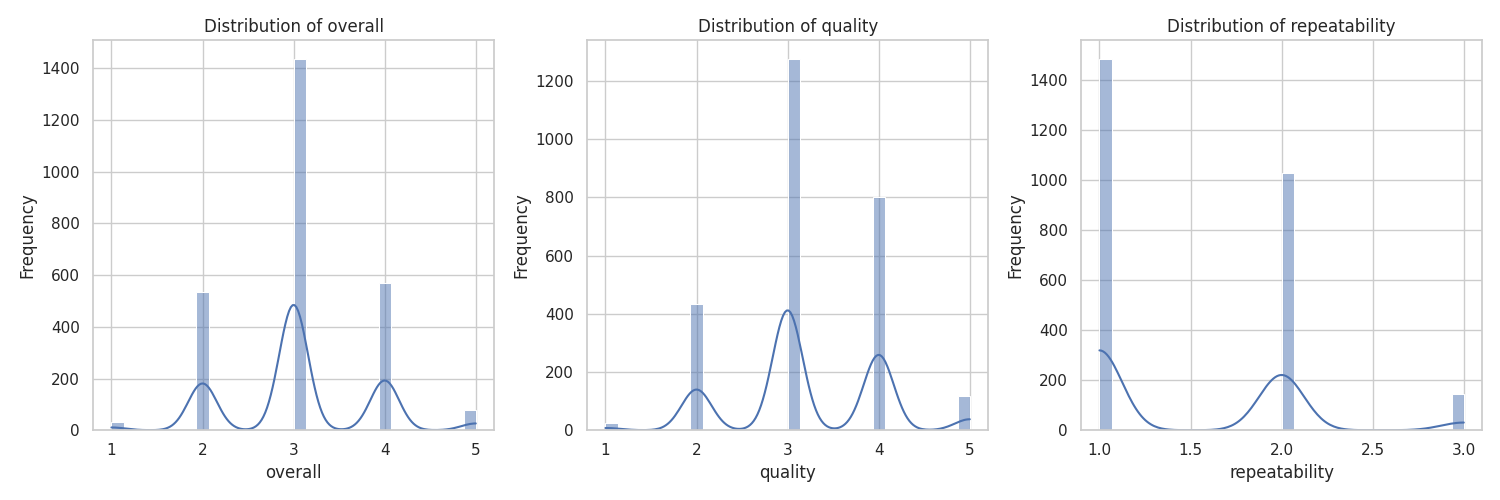 Distribution of overall
Frequency
1400
1200
1000
800
600
400
200
0
1 2 3 4 5
overall
Distribution of quality
Frequency
1200
1000
800
600
400
200
0
1 2 3 4 5
quality
Distribution of repeatability
Frequency
1400
1200
1000
800
600
400
200
0
1.0 1.5 2.0 2.5 3.0
repeatability